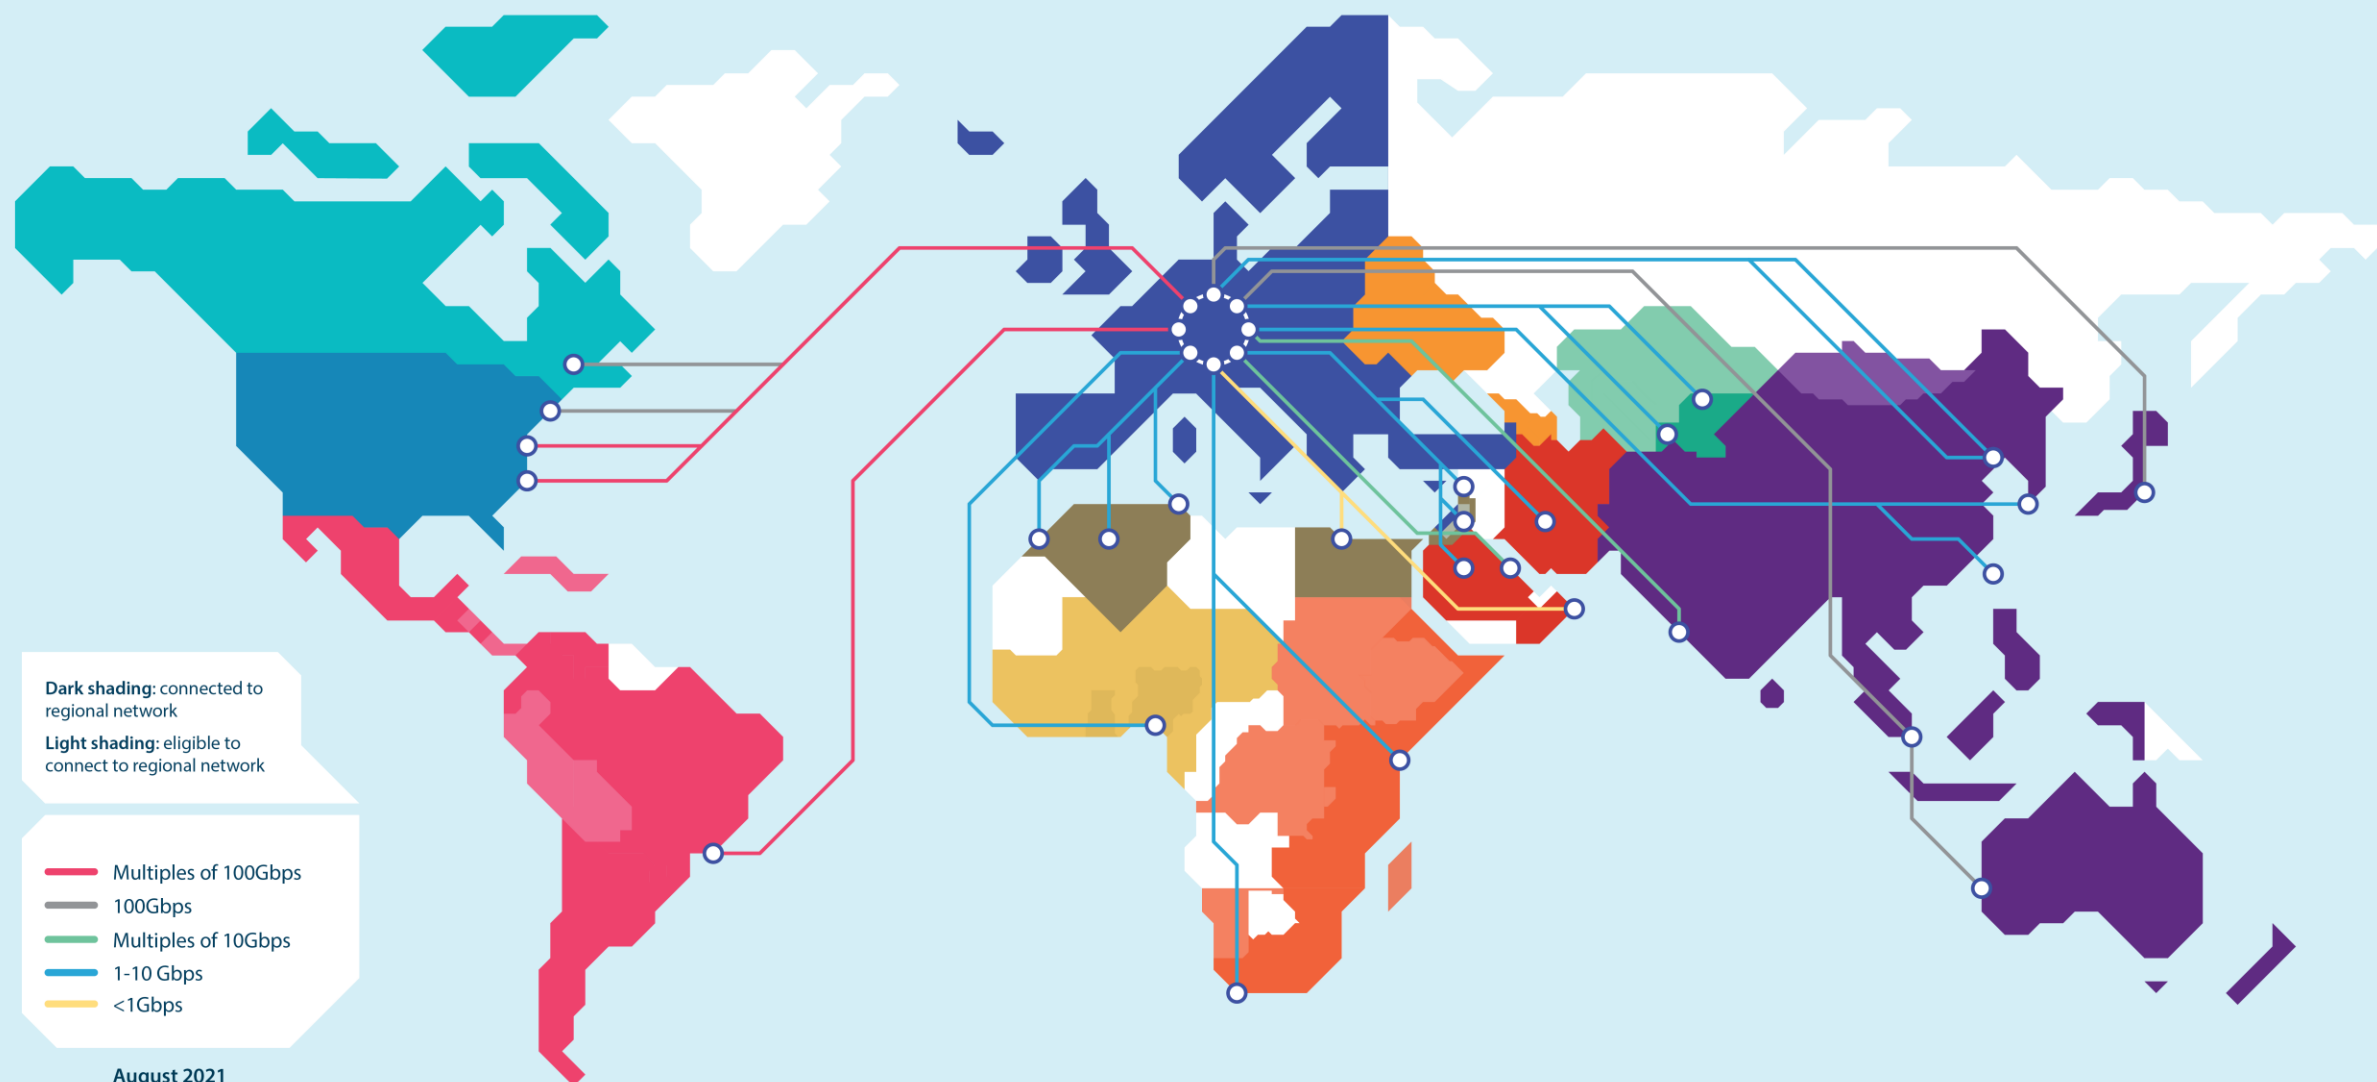 Dark shading: connected to
regional network
Light shading: eligible to
connect to regional network
Multiples of 100Gbps
100Gbps
Multiples of 10Gbps
1-10 Gbps
<1Gbps
August 2021